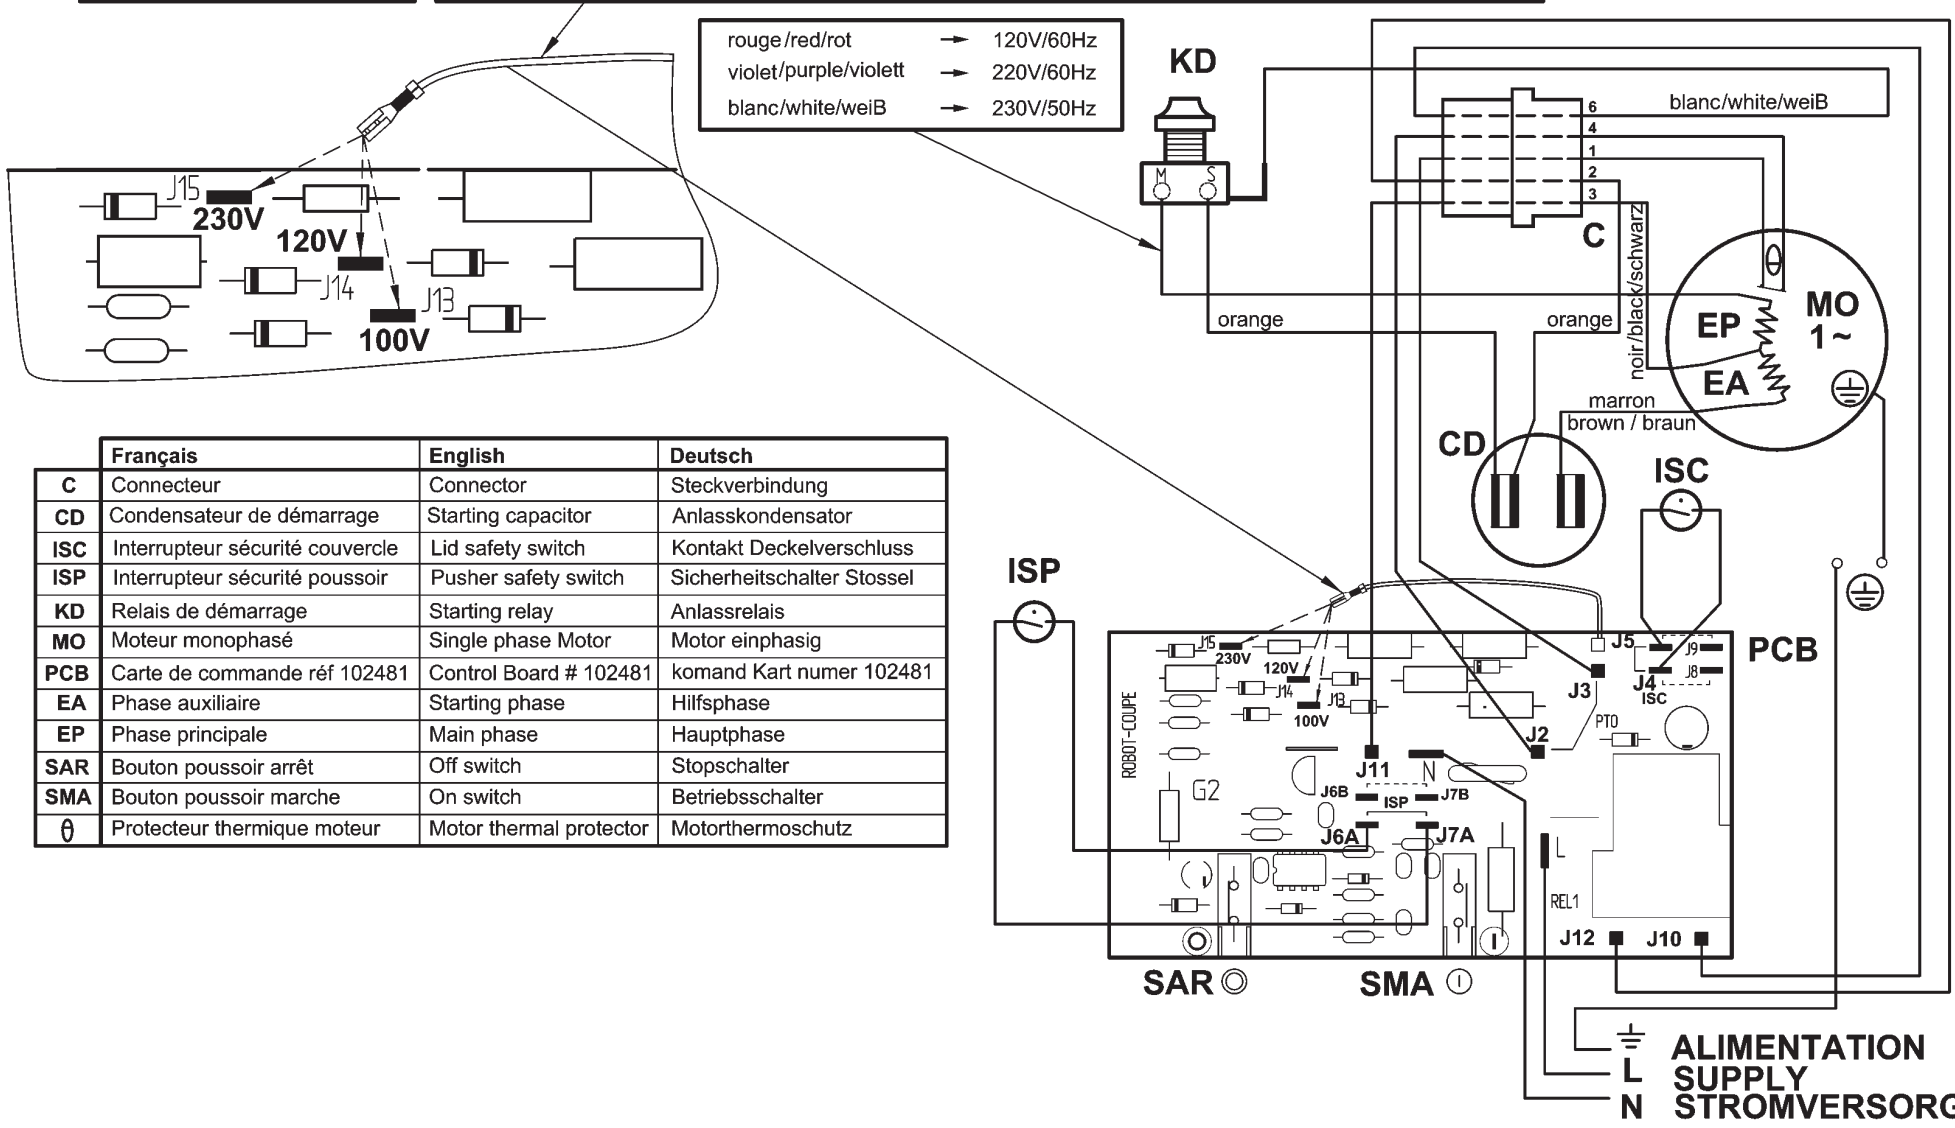 rouge/red/rot → 120V/60Hz
violet/purple/violett → 220V/60Hz
blanc/white/weiB → 230V/50Hz
KD
M S
blanc/white/weiB
6
4
1
2
3
C
noir/black/schwarz
orange
orange
θ
MO
1~
EP
EA
marron
brown / braun
CD
ISC
J15
230V
120V
J14
J13
100V
Français English Deutsch
C Connecteur Connector Steckverbindung
CD Condensateur de démarrage Starting capacitor Anlasskondensator
ISC Interrupteur sécurité couvercle Lid safety switch Kontakt Deckelverschluss
ISP Interrupteur sécurité poussoir Pusher safety switch Sicherheitschalter Stossel
KD Relais de démarrage Starting relay Anlassrelais
MO Moteur monophasé Single phase Motor Motor einphasig
PCB Carte de commande réf 102481 Control Board # 102481 komand Kart numer 102481
EA Phase auxiliaire Starting phase Hilfsphase
EP Phase principale Main phase Hauptphase
SAR Bouton poussoir arrêt Off switch Stopschalter
SMA Bouton poussoir marche On switch Betriebsschalter
θ Protecteur thermique moteur Motor thermal protector Motorthermoschutz
ISP
PCB
J15
230V
120V
J14
J13
100V
J5
J9
J3
J4
J8
ISC
PT0
J2
ROBOT-COUPE
G2
J11
N
J6B
ISP
J7B
J6A
J7A
L
REL1
J12
J10
I
SAR
SMA
I
ALIMENTATION
L SUPPLY
N STROMVERSORG